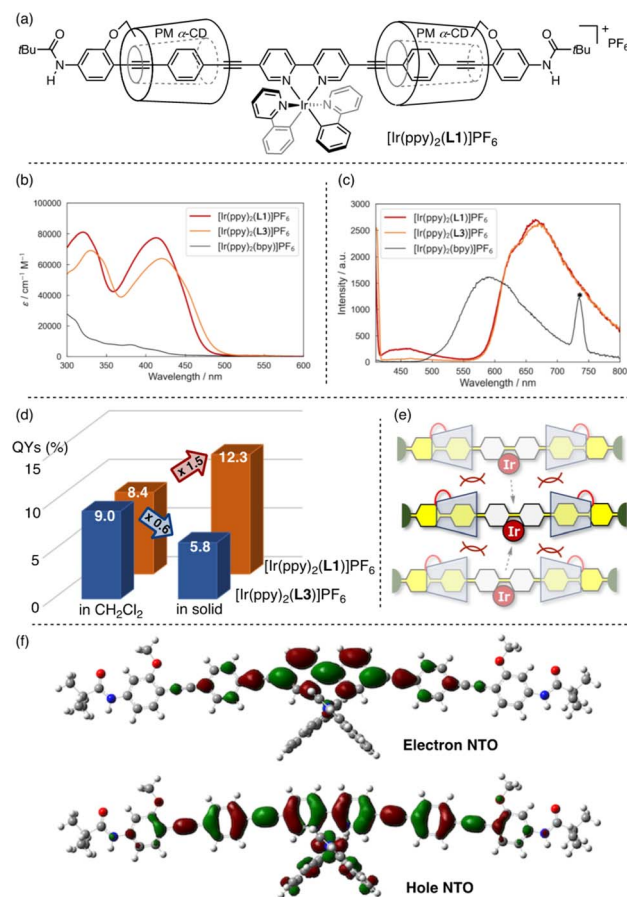 (a)
PM α-CD
PM α-CD
tBu
O
N
H
O
N
N
Ir
N
N
O
O
tBu
N
H
+
PF6
[Ir(ppy)2(L1)]PF6
(b)
ε / cm−1 M−1
100000
80000
60000
40000
20000
0
300
350
400
450
500
550
600
Wavelength / nm
[Ir(ppy)2(L1)]PF6
[Ir(ppy)2(L3)]PF6
[Ir(ppy)2(bpy)]PF6
(c)
Intensity / a.u.
3000
2500
2000
1500
1000
500
0
450
500
550
600
650
700
750
800
Wavelength / nm
[Ir(ppy)2(L1)]PF6
[Ir(ppy)2(L3)]PF6
[Ir(ppy)2(bpy)]PF6
(d)
QYs (%)
15
10
5
0
9.0
8.4
x 0.6
x 1.5
5.8
12.3
[Ir(ppy)2(L1)]PF6
[Ir(ppy)2(L3)]PF6
in CH2Cl2
in solid
(e)
Ir
Ir
Ir
(f)
Electron NTO
Hole NTO